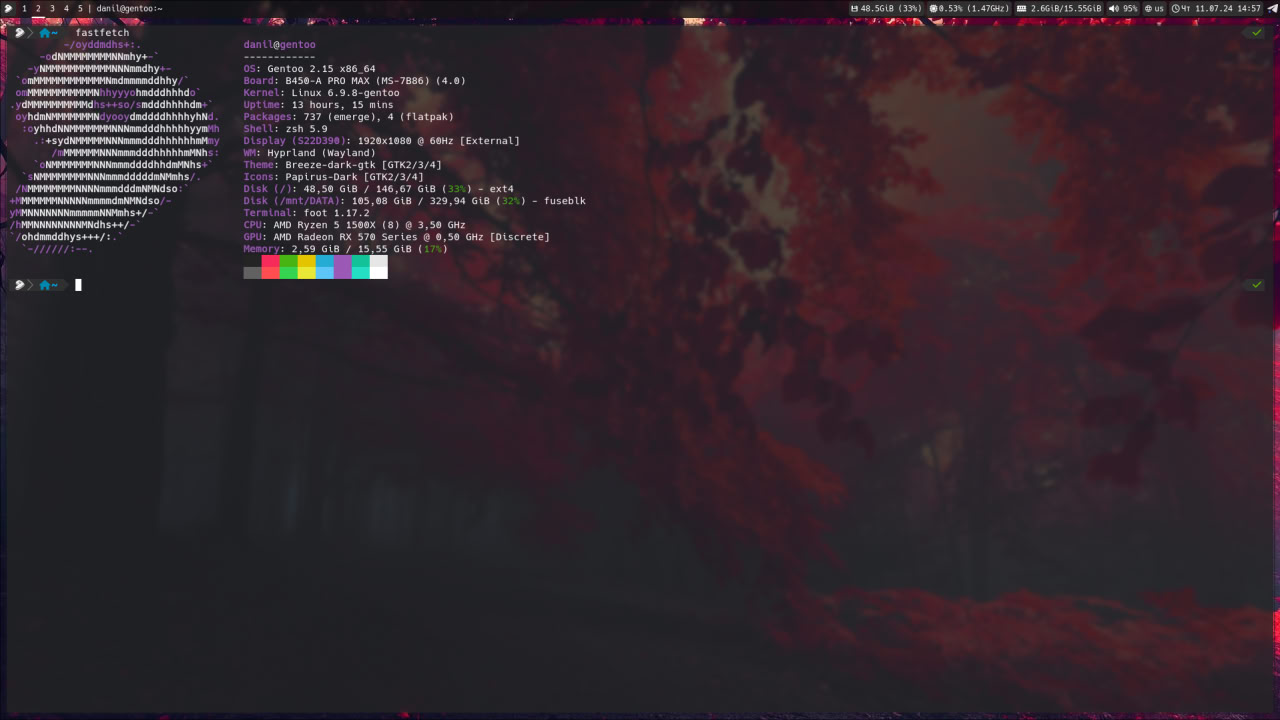 1 2 3 4 5 | danil@gentoo:~ 48.5GiB (33%) 0.53% (1.47GHz) 2.6GiB/15.55GiB 95% us Чт 11.07.24 14:57
~ fastfetch
-/oyddmdhs+:. danil@gentoo
-odNMMMMMMMMNNmhy+-` ------------
-yNMMMMMMMMMMMNNNmmdhy+- OS: Gentoo 2.15 x86_64
`omMMMMMMMMMMMMNmdmmmmddhhy/` Board: B450-A PRO MAX (MS-7B86) (4.0)
omMMMMMMMMMMMNhhyyyohmdddhhhdo` Kernel: Linux 6.9.8-gentoo
.ydMMMMMMMMMMdhs++so/smdddhhhhdm+` Uptime: 13 hours, 15 mins
oyhdmNMMMMMMMNdyooydmddddhhhhyhNd. Packages: 737 (emerge), 4 (flatpak)
:oyhhdNNMMMMMMMNNNmmdddhhhhhyymMh Shell: zsh 5.9
.:+sydNMMMMMNNNmmmdddhhhhhhmMmy Display (S22D390): 1920x1080 @ 60Hz [External]
/mMMMMMMNNNmmmdddhhhhhmMNhs: WM: Hyprland (Wayland)
`oNMMMMMMMNNNmmmddddhhdmMNhs+` Theme: Breeze-dark-gtk [GTK2/3/4]
`sNMMMMMMMMNNNmmmdddddmNMmhs/. Icons: Papirus-Dark [GTK2/3/4]
/NMMMMMMMMNNNNmmmdddmNMNdso:` Disk (/): 48,50 GiB / 146,67 GiB (33%) - ext4
+MMMMMMMNNNNNmmmmdmNMNdso/- Disk (/mnt/DATA): 105,08 GiB / 329,94 GiB (32%) - fuseblk
yMMNNNNNNNmmmmmNNMmhs+/-` Terminal: foot 1.17.2
/hMMNNNNNNNNMNdhs++/-` CPU: AMD Ryzen 5 1500X (8) @ 3,50 GHz
`/ohdmmddhys+++/:.` GPU: AMD Radeon RX 570 Series @ 0,50 GHz [Discrete]
`-//////:--. Memory: 2,59 GiB / 15,55 GiB (17%)
~